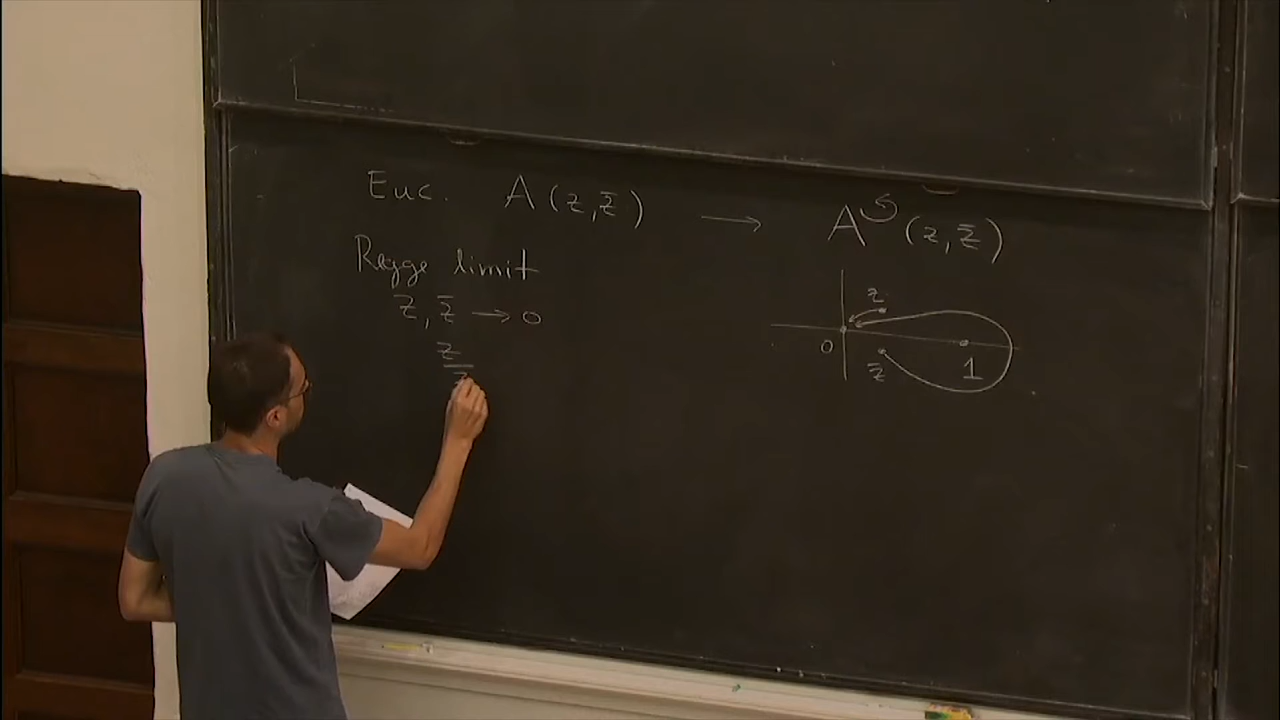 Euc. A(z, z̄) → A^↺(z, z̄)
Regge limit
z, z̄ → 0
z
z
z
0
1
z̄